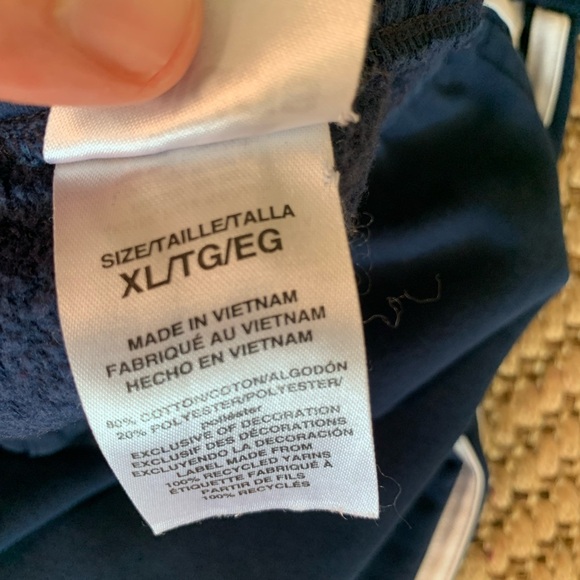 SIZE/TAILLE/TALLA
XL/TG/EG
MADE IN VIETNAM
FABRIQUÉ AU VIETNAM
HECHO EN VIETNAM
80% COTTON/COTON/ALGODÓN
20% POLYESTER/POLYESTER/
poliéster
EXCLUSIVE OF DECORATION
EXCLUSIF DES DÉCORATIONS
EXCLUYENDO LA DECORACIÓN
LABEL MADE FROM
100% RECYCLED YARNS
ÉTIQUETTE FABRIQUÉ À
PARTIR DE FILS
100% RECYCLÉS